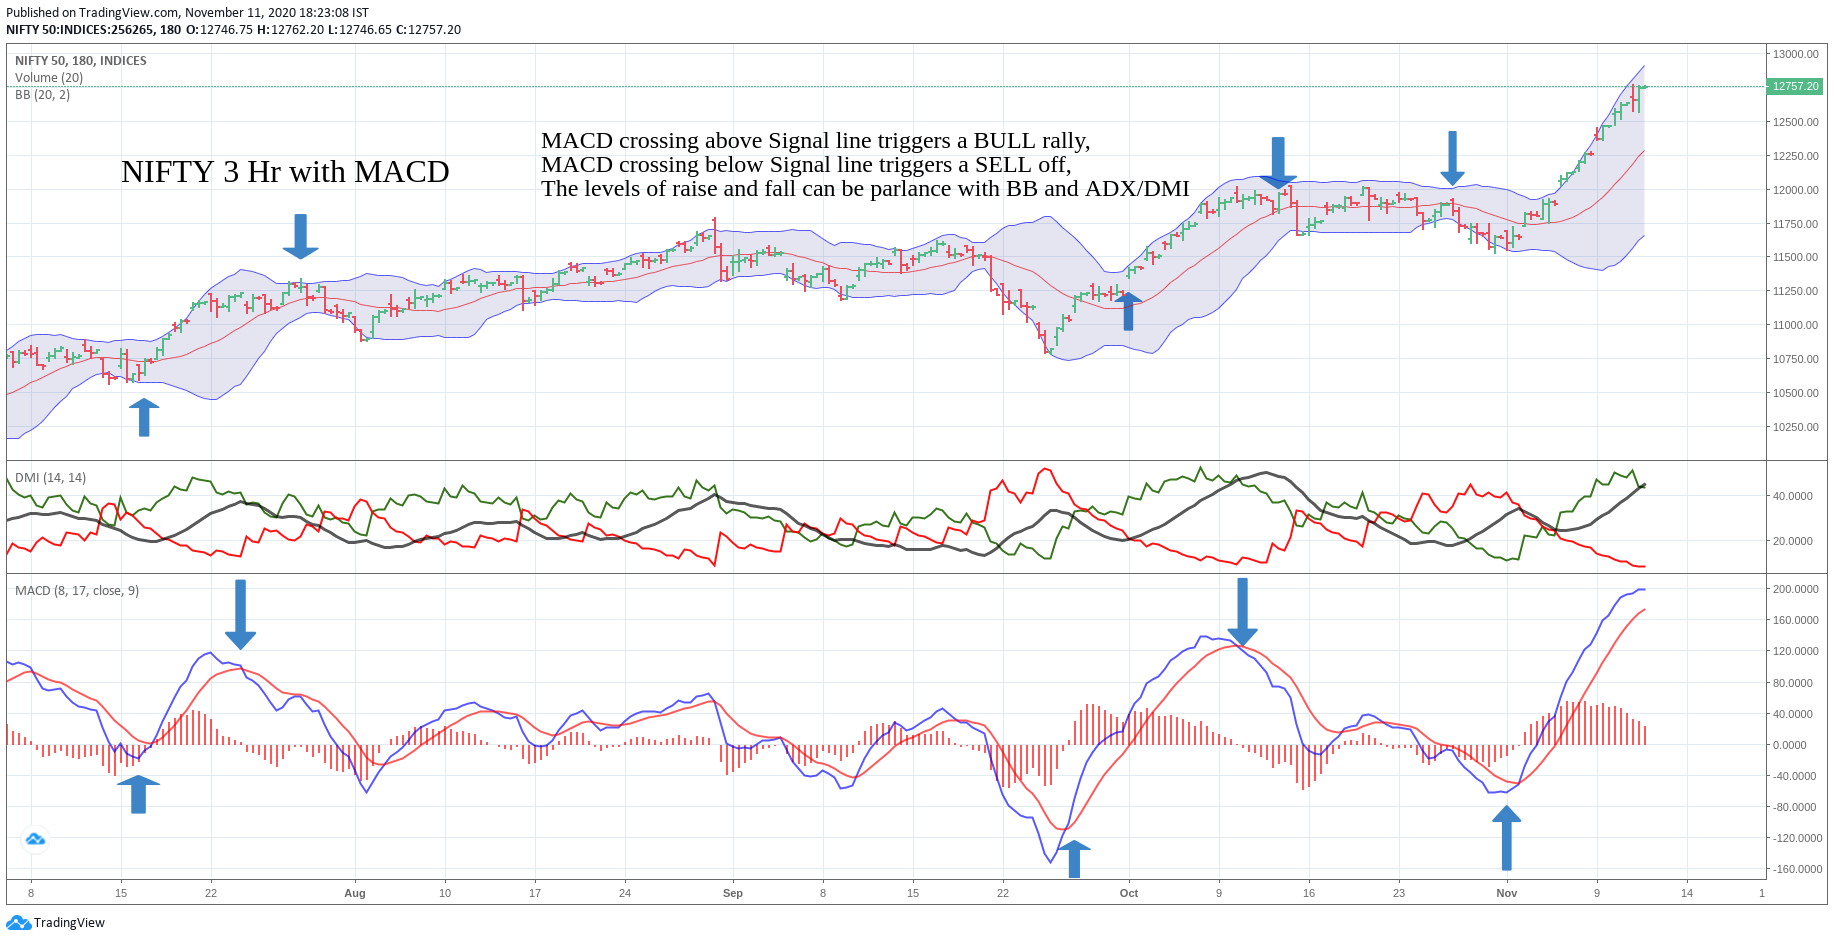 Published on TradingView.com, November 11, 2020 18:23:08 IST
NIFTY 50:INDICES:256265, 180 O:12746.75 H:12762.20 L:12746.65 C:12757.20
NIFTY 50, 180, INDICES
Volume (20)
BB (20, 2)
NIFTY 3 Hr with MACD
MACD crossing above Signal line triggers a BULL rally,
MACD crossing below Signal line triggers a SELL off,
The levels of raise and fall can be parlance with BB and ADX/DMI
13000.00
12757.20
12500.00
12250.00
12000.00
11750.00
11500.00
11250.00
11000.00
10750.00
10500.00
10250.00
DMI (14, 14)
40.0000
20.0000
MACD (8, 17, close, 9)
200.0000
160.0000
120.0000
80.0000
40.0000
0.0000
-40.0000
-80.0000
-120.0000
-160.0000
8 15 22 Aug 10 17 24 Sep 8 15 22 Oct 9 16 23 Nov 9 14 1
TradingView